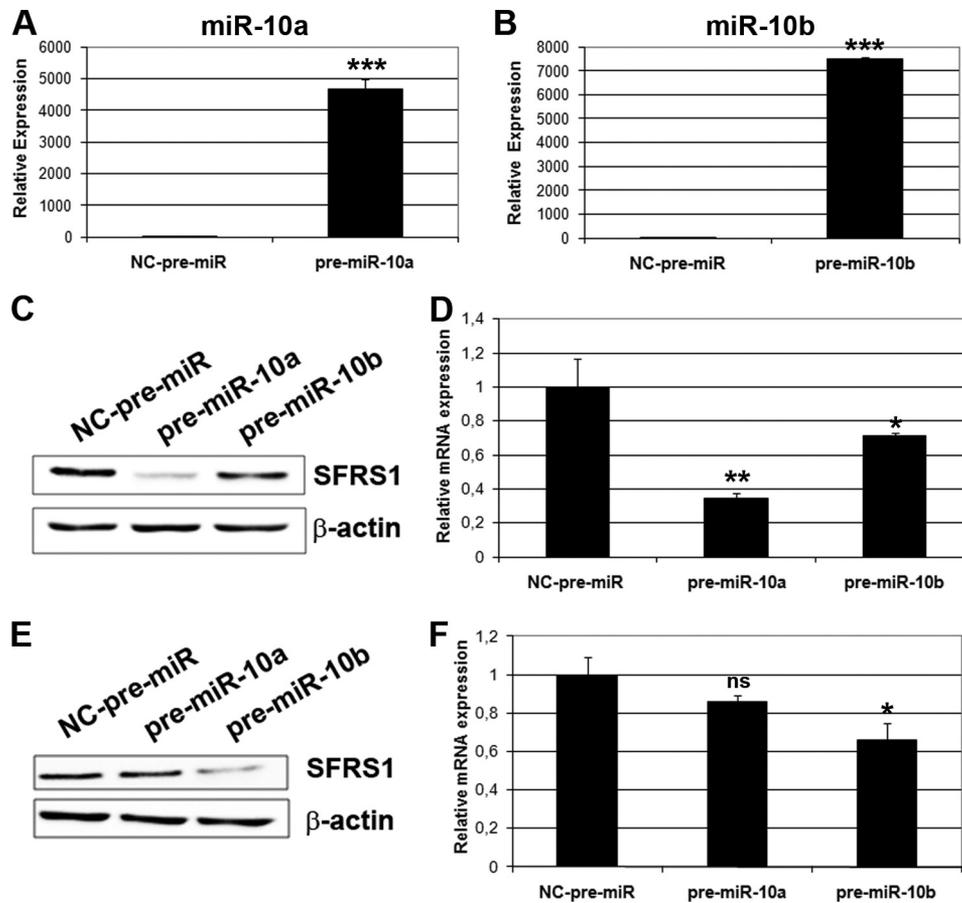 A
miR-10a
Relative Expression
6000
5000
4000
3000
2000
1000
0
***
NC-pre-miR pre-miR-10a
B
miR-10b
Relative Expression
8000
7000
6000
5000
4000
3000
2000
1000
0
***
NC-pre-miR pre-miR-10b
C
NC-pre-miR
pre-miR-10a
pre-miR-10b
SFRS1
β-actin
D
Relative mRNA expression
1,4
1,2
1
0,8
0,6
0,4
0,2
0
**
*
NC-pre-miR pre-miR-10a pre-miR-10b
E
NC-pre-miR
pre-miR-10a
pre-miR-10b
SFRS1
β-actin
F
Relative mRNA expression
1,2
1
0,8
0,6
0,4
0,2
0
ns
*
NC-pre-miR pre-miR-10a pre-miR-10b